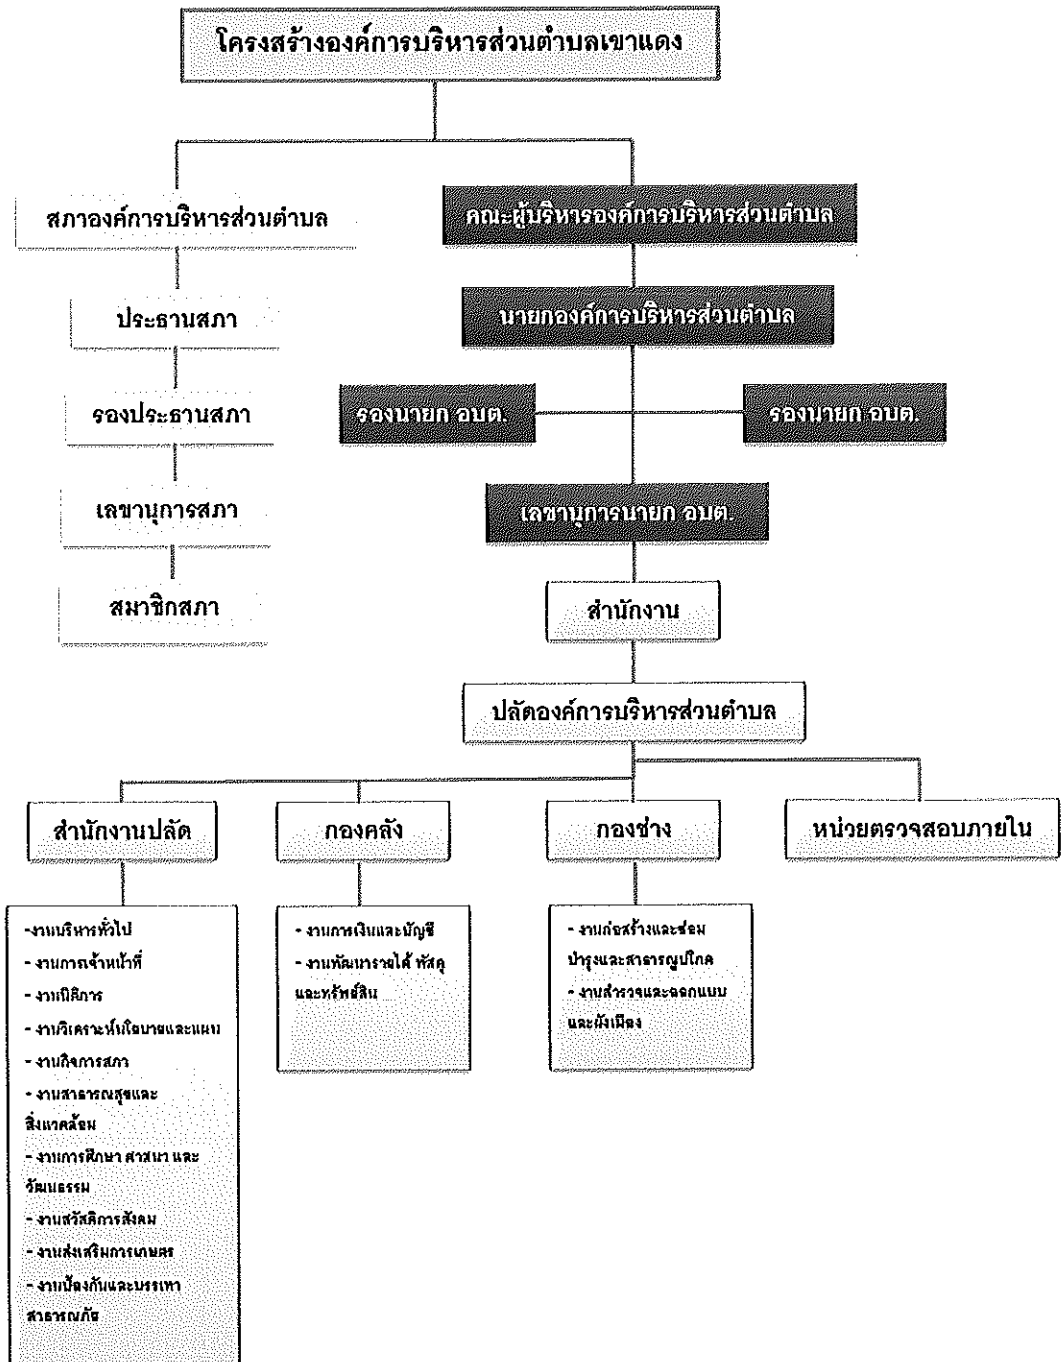 โครงสร้างองค์การบริหารส่วนตำบลเขาแดง
สภาองค์การบริหารส่วนตำบล
คณะผู้บริหารองค์การบริหารส่วนตำบล
ประธานสภา
นายกองค์การบริหารส่วนตำบล
รองประธานสภา
รองนายก อบต.
รองนายก อบต.
เลขานุการสภา
เลขานุการนายก อบต.
สมาชิกสภา
สำนักงาน
ปลัดองค์การบริหารส่วนตำบล
สำนักงานปลัด
กองคลัง
กองช่าง
หน่วยตรวจสอบภายใน
-งานบริหารทั่วไป
- งานการเจ้าหน้าที่
- งานนิติการ
- งานวิเคราะห์นโยบายและแผน
- งานกิจการสภา
- งานสาธารณสุขและ
สิ่งแวดล้อม
- งานการศึกษา ศาสนา และ
วัฒนธรรม
- งานสวัสดิการสังคม
- งานส่งเสริมการเกษตร
- งานป้องกันและบรรเทา
สาธารณภัย
- งานการเงินและบัญชี
- งานพัฒนารายได้ พัสดุ
และทรัพย์สิน
- งานก่อสร้างและซ่อม
บำรุงและสาธารณูปโภค
- งานสำรวจและออกแบบ
และผังเมือง